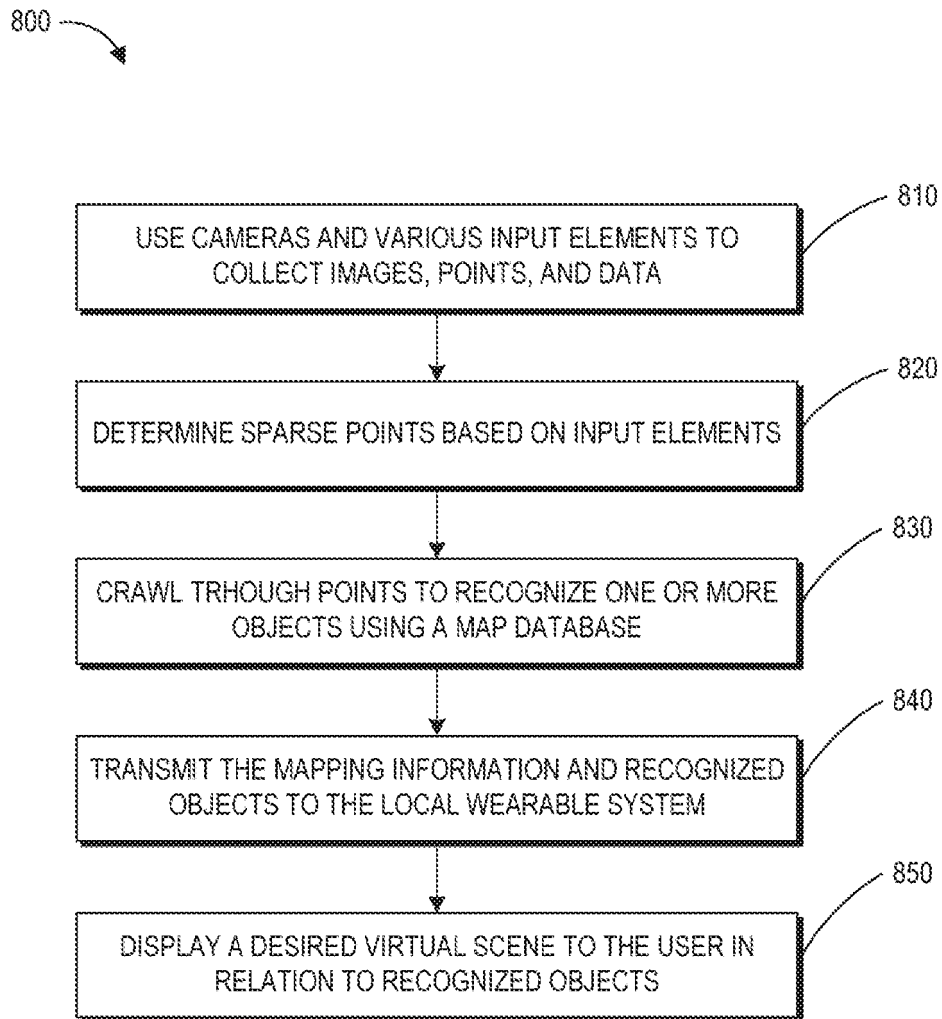 800
810
USE CAMERAS AND VARIOUS INPUT ELEMENTS TO
COLLECT IMAGES, POINTS, AND DATA
820
DETERMINE SPARSE POINTS BASED ON INPUT ELEMENTS
830
CRAWL TRHOUGH POINTS TO RECOGNIZE ONE OR MORE
OBJECTS USING A MAP DATABASE
840
TRANSMIT THE MAPPING INFORMATION AND RECOGNIZED
OBJECTS TO THE LOCAL WEARABLE SYSTEM
850
DISPLAY A DESIRED VIRTUAL SCENE TO THE USER IN
RELATION TO RECOGNIZED OBJECTS